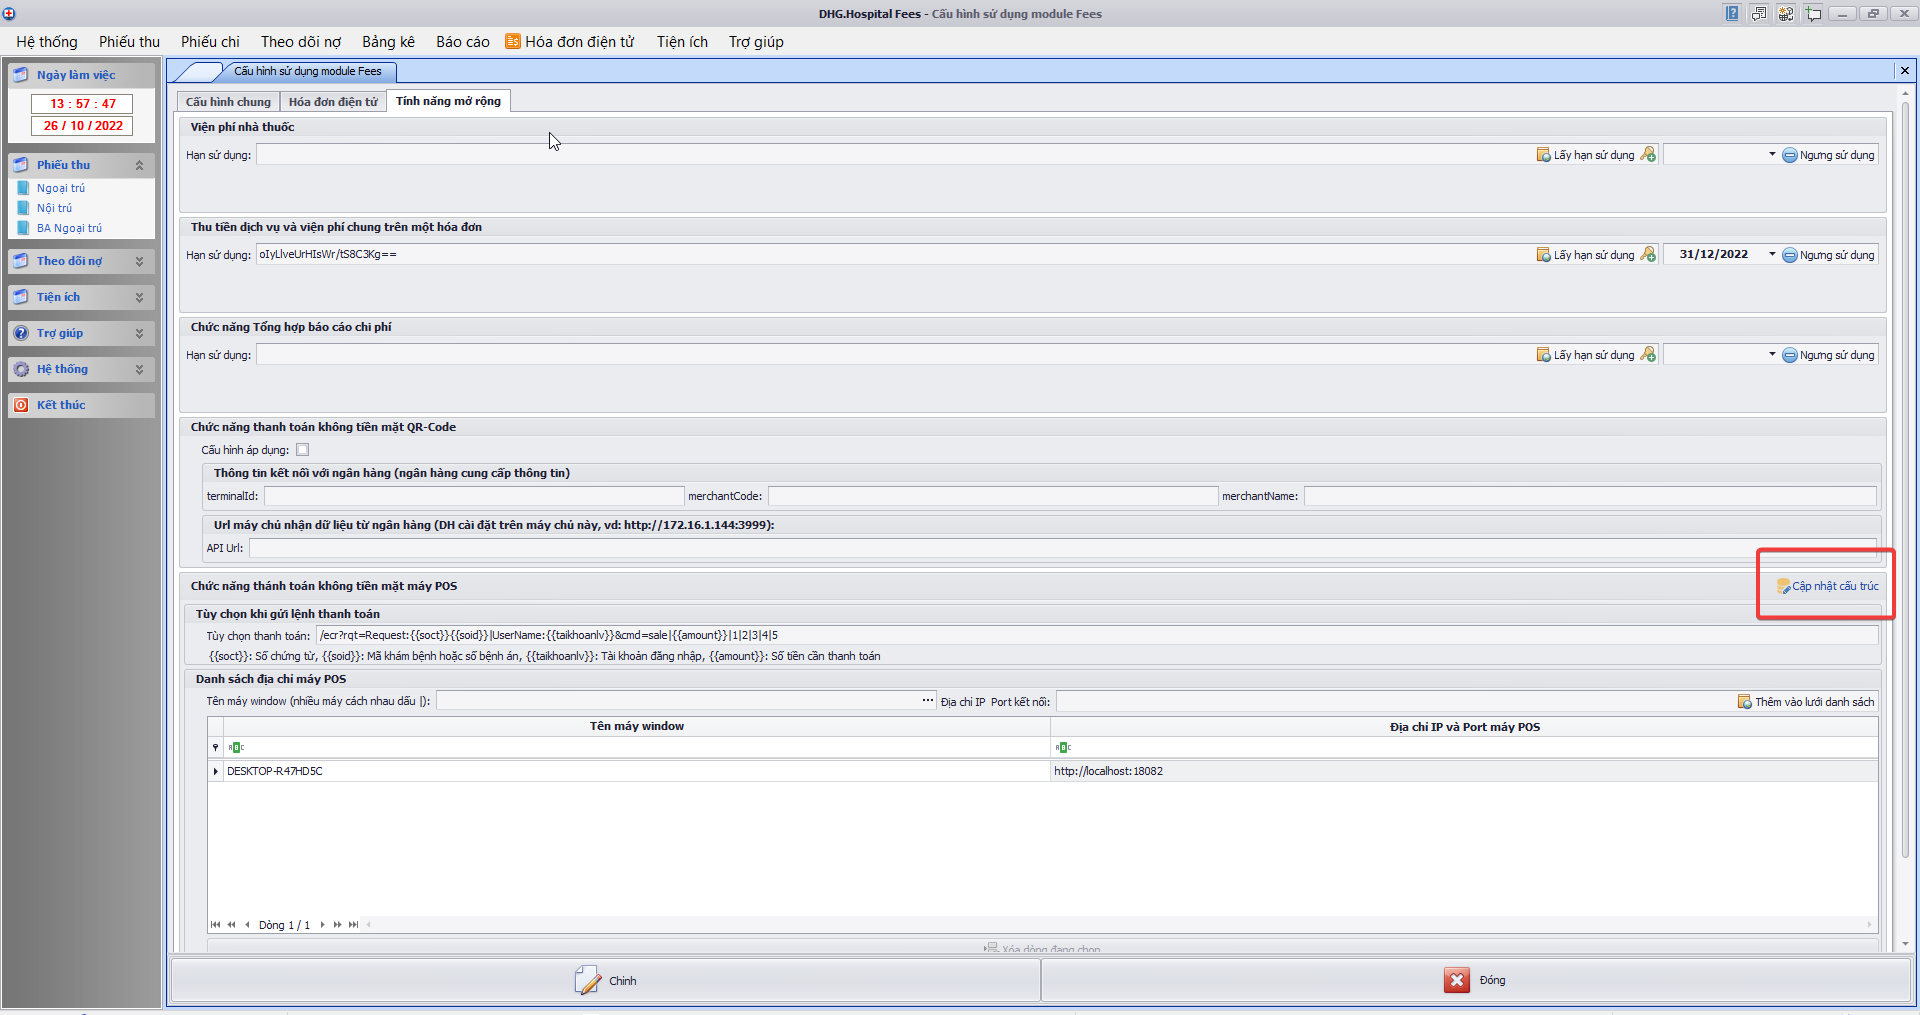 DHG.Hospital Fees - Cấu hình sử dụng module Fees
Hệ thống Phiếu thu Phiếu chi Theo dõi nợ Bảng kê Báo cáo Hóa đơn điện tử Tiện ích Trợ giúp
Ngày làm việc
13 : 57 : 47
26 / 10 / 2022
Phiếu thu
Ngoại trú
Nội trú
BA Ngoại trú
Theo dõi nợ
Tiện ích
Trợ giúp
Hệ thống
Kết thúc
Cấu hình sử dụng module Fees
Cấu hình chung Hóa đơn điện tử Tính năng mở rộng
Viện phí nhà thuốc
Hạn sử dụng: Lấy hạn sử dụng Ngưng sử dụng
Thu tiền dịch vụ và viện phí chung trên một hóa đơn
Hạn sử dụng: oIyLlveUrHIsWr/tS8C3Kg== Lấy hạn sử dụng 31/12/2022 Ngưng sử dụng
Chức năng Tổng hợp báo cáo chi phí
Hạn sử dụng: Lấy hạn sử dụng Ngưng sử dụng
Chức năng thanh toán không tiền mặt QR-Code
Cấu hình áp dụng:
Thông tin kết nối với ngân hàng (ngân hàng cung cấp thông tin)
terminalId: merchantCode: merchantName:
Url máy chủ nhận dữ liệu từ ngân hàng (DH cài đặt trên máy chủ này, vd: http://172.16.1.144:3999):
API Url:
Chức năng thánh toán không tiền mặt máy POS Cập nhật cấu trúc
Tùy chọn khi gửi lệnh thanh toán
Tùy chọn thanh toán: /ecr?rqt=Request:{{soct}}{{soid}}|UserName:{{taikhoanlv}}&cmd=sale|{{amount}}|1|2|3|4|5
{{soct}}: Số chứng từ, {{soid}}: Mã khám bệnh hoặc số bệnh án, {{taikhoanlv}}: Tài khoản đăng nhập, {{amount}}: Số tiền cần thanh toán
Danh sách địa chỉ máy POS
Tên máy window (nhiều máy cách nhau dấu |): Địa chỉ IP Port kết nối: Thêm vào lưới danh sách
Tên máy window Địa chỉ IP và Port máy POS
DESKTOP-R47HD5C http://localhost:18082
Dòng 1 / 1
Xóa dòng đang chọn
Chỉnh Đóng